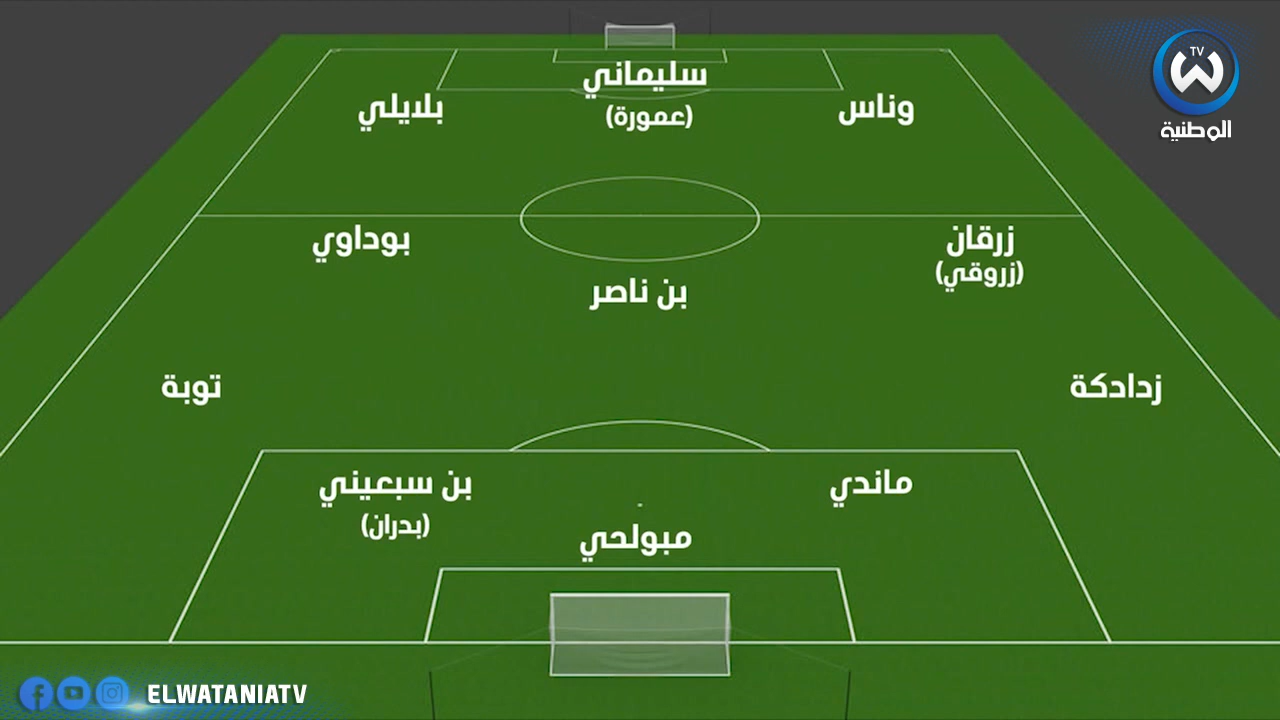 TV
الوطنية
سليماني
(عمورة)
وناس
بلايلي
زرقان
(زروقي)
بوداوي
بن ناصر
زدادكة
توبة
ماندي
بن سبعيني
(بدران)
مبولحي
ELWATANIATV